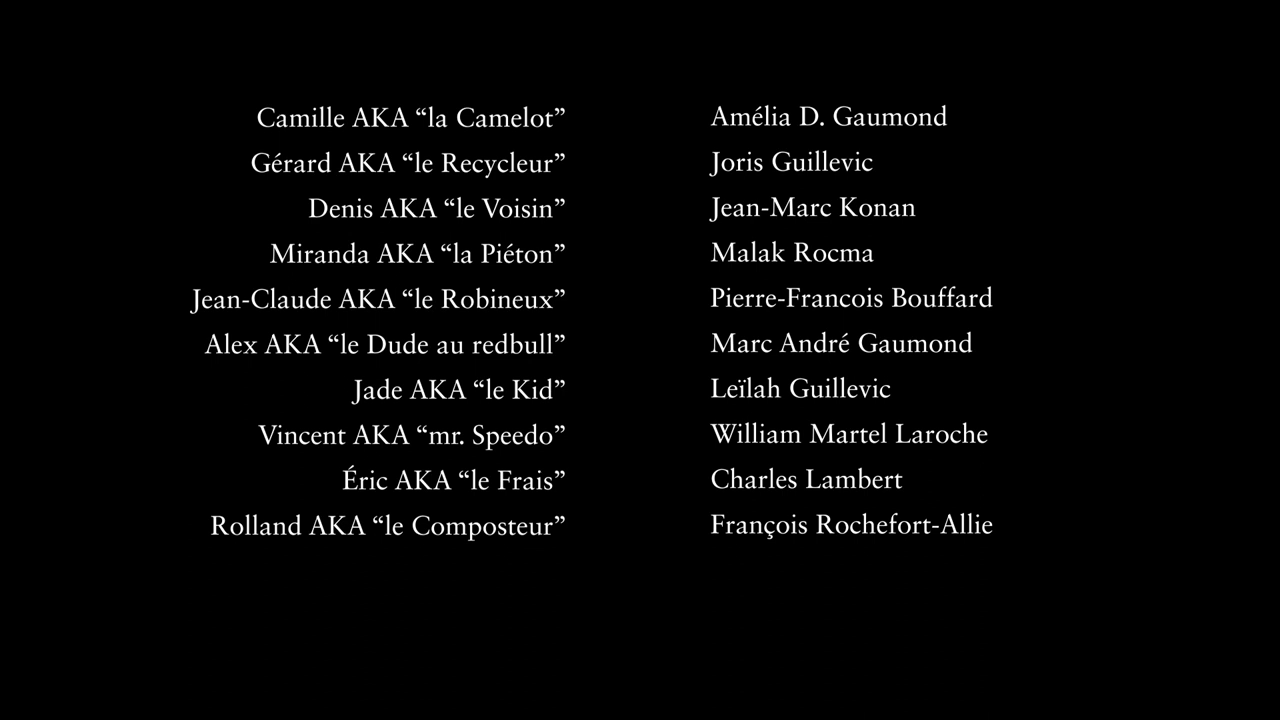 Camille AKA “la Camelot” Amélia D. Gaumond
Gérard AKA “le Recycleur” Joris Guillevic
Denis AKA “le Voisin” Jean-Marc Konan
Miranda AKA “la Piéton” Malak Rocma
Jean-Claude AKA “le Robineux” Pierre-Francois Bouffard
Alex AKA “le Dude au redbull” Marc André Gaumond
Jade AKA “le Kid” Leïlah Guillevic
Vincent AKA “mr. Speedo” William Martel Laroche
Éric AKA “le Frais” Charles Lambert
Rolland AKA “le Composteur” François Rochefort-Allie